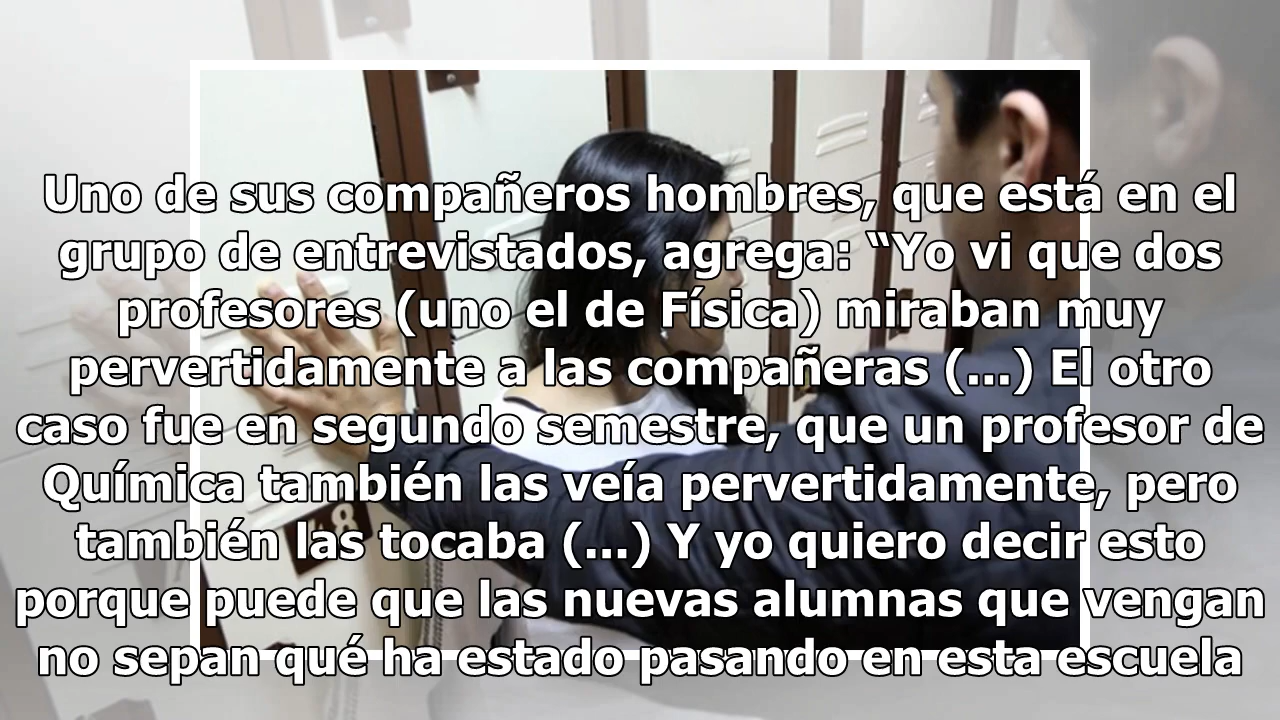 Uno de sus compañeros hombres, que está en el
grupo de entrevistados, agrega: “Yo vi que dos
profesores (uno el de Física) miraban muy
pervertidamente a las compañeras (...) El otro
caso fue en segundo semestre, que un profesor de
Química también las veía pervertidamente, pero
también las tocaba (...) Y yo quiero decir esto
porque puede que las nuevas alumnas que vengan
no sepan qué ha estado pasando en esta escuela